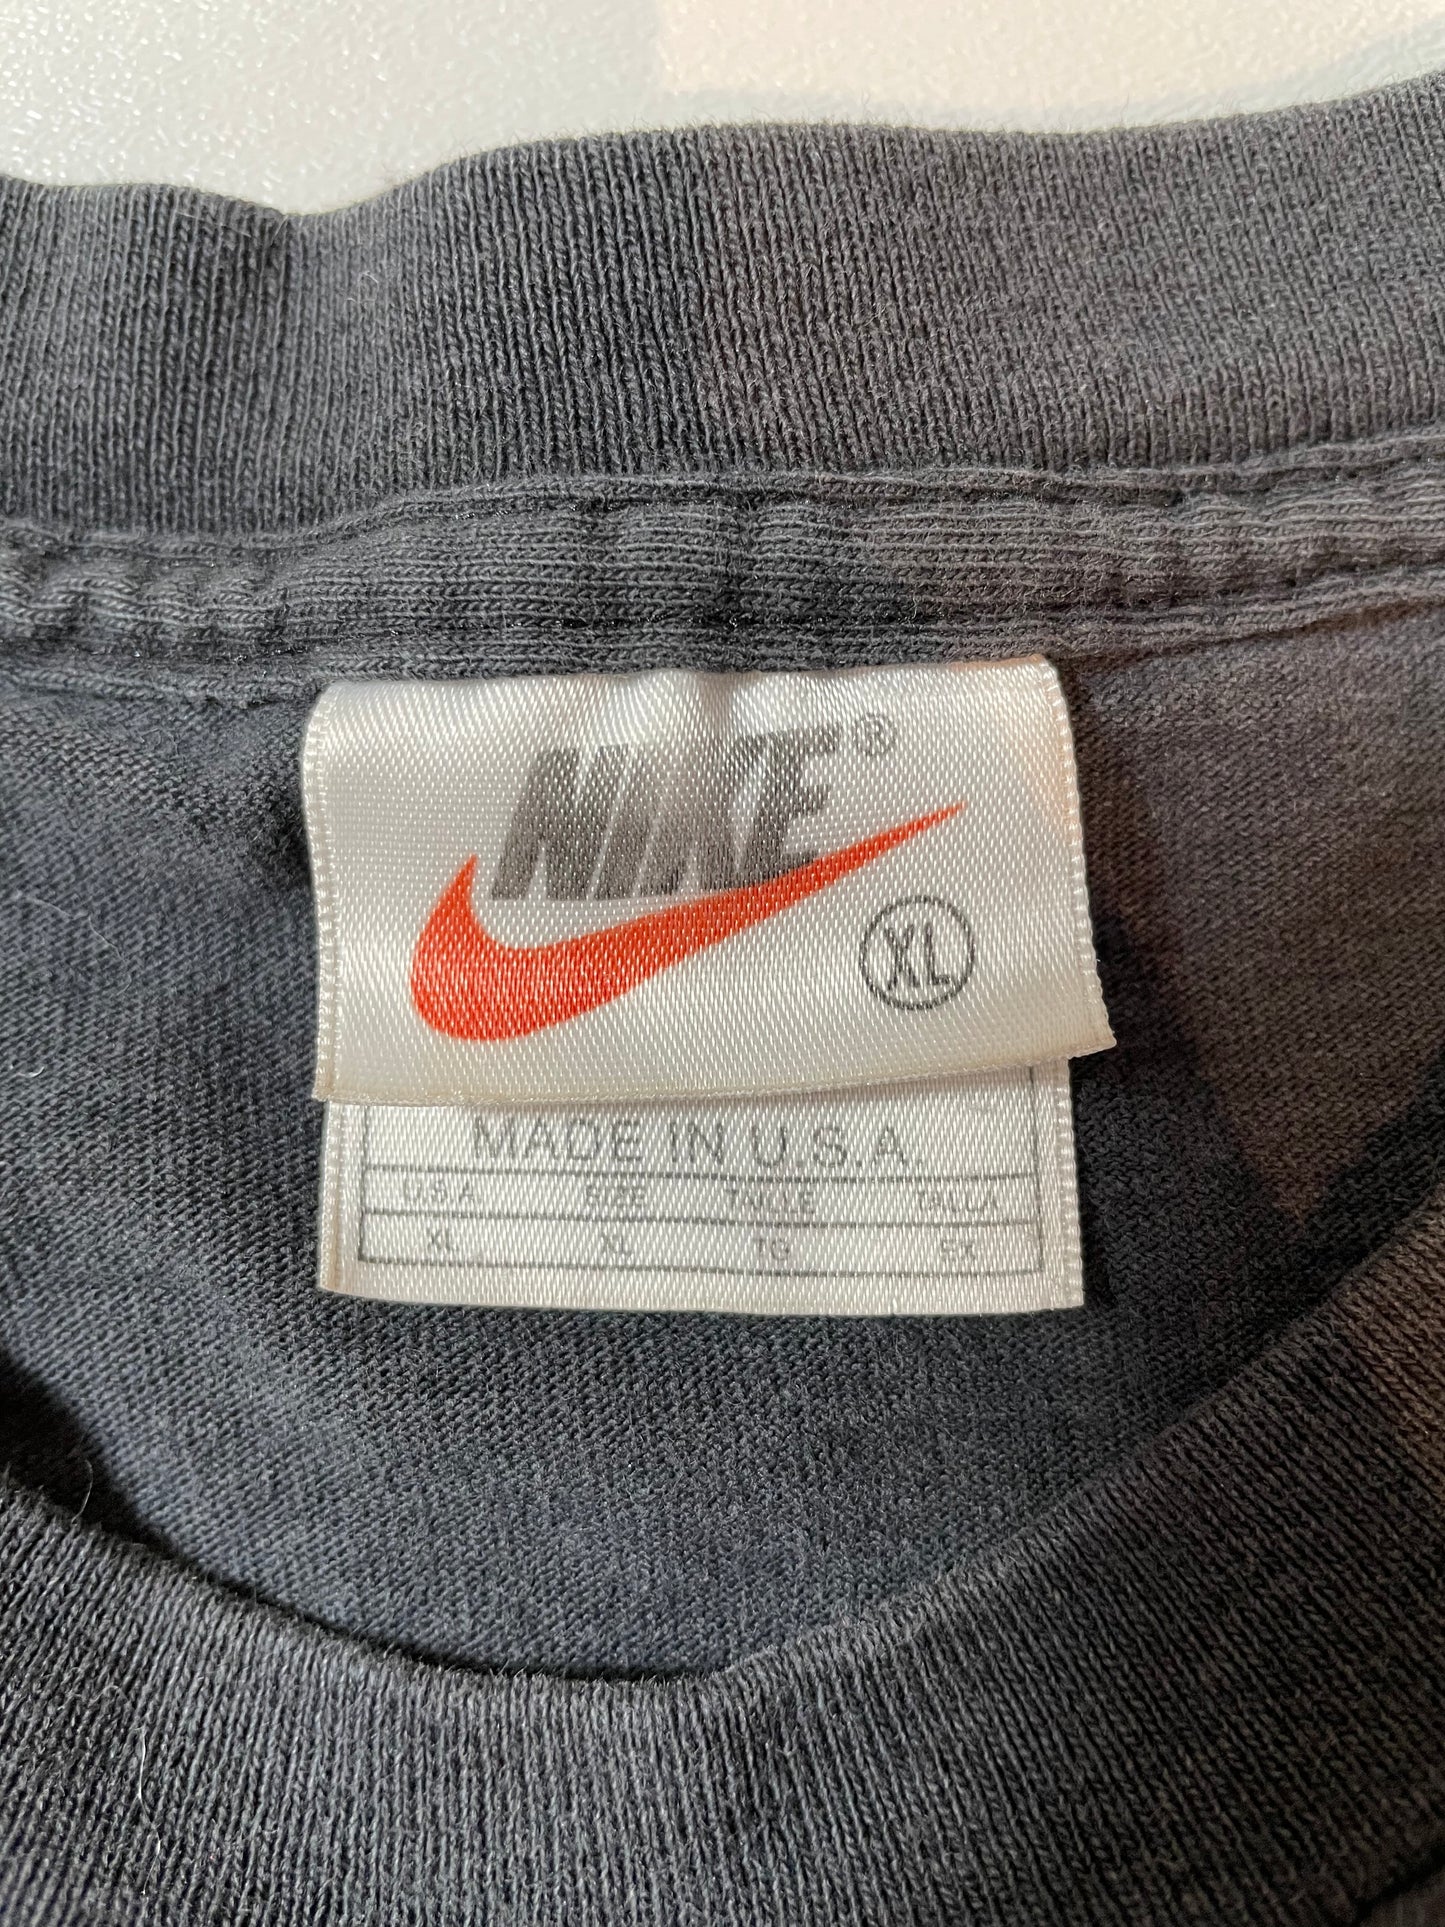 NIKE®
XL
MADE IN U.S.A.
U.S.A. SIZE TAILLE TALLA
XL XL TG EX